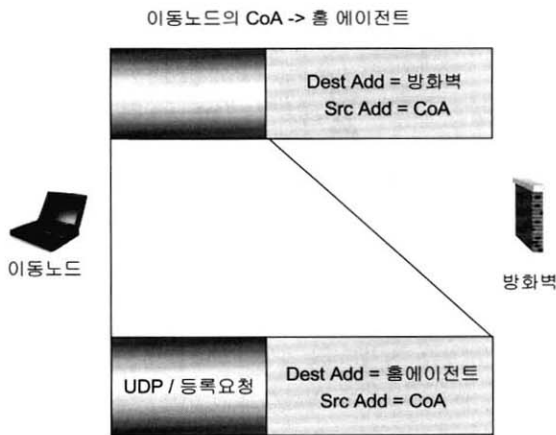 이동노드의 CoA -> 홈 에이전트
Dest Add = 방화벽
Src Add = CoA
이동노드
방화벽
UDP / 등록요청
Dest Add = 홈에이전트
Src Add = CoA